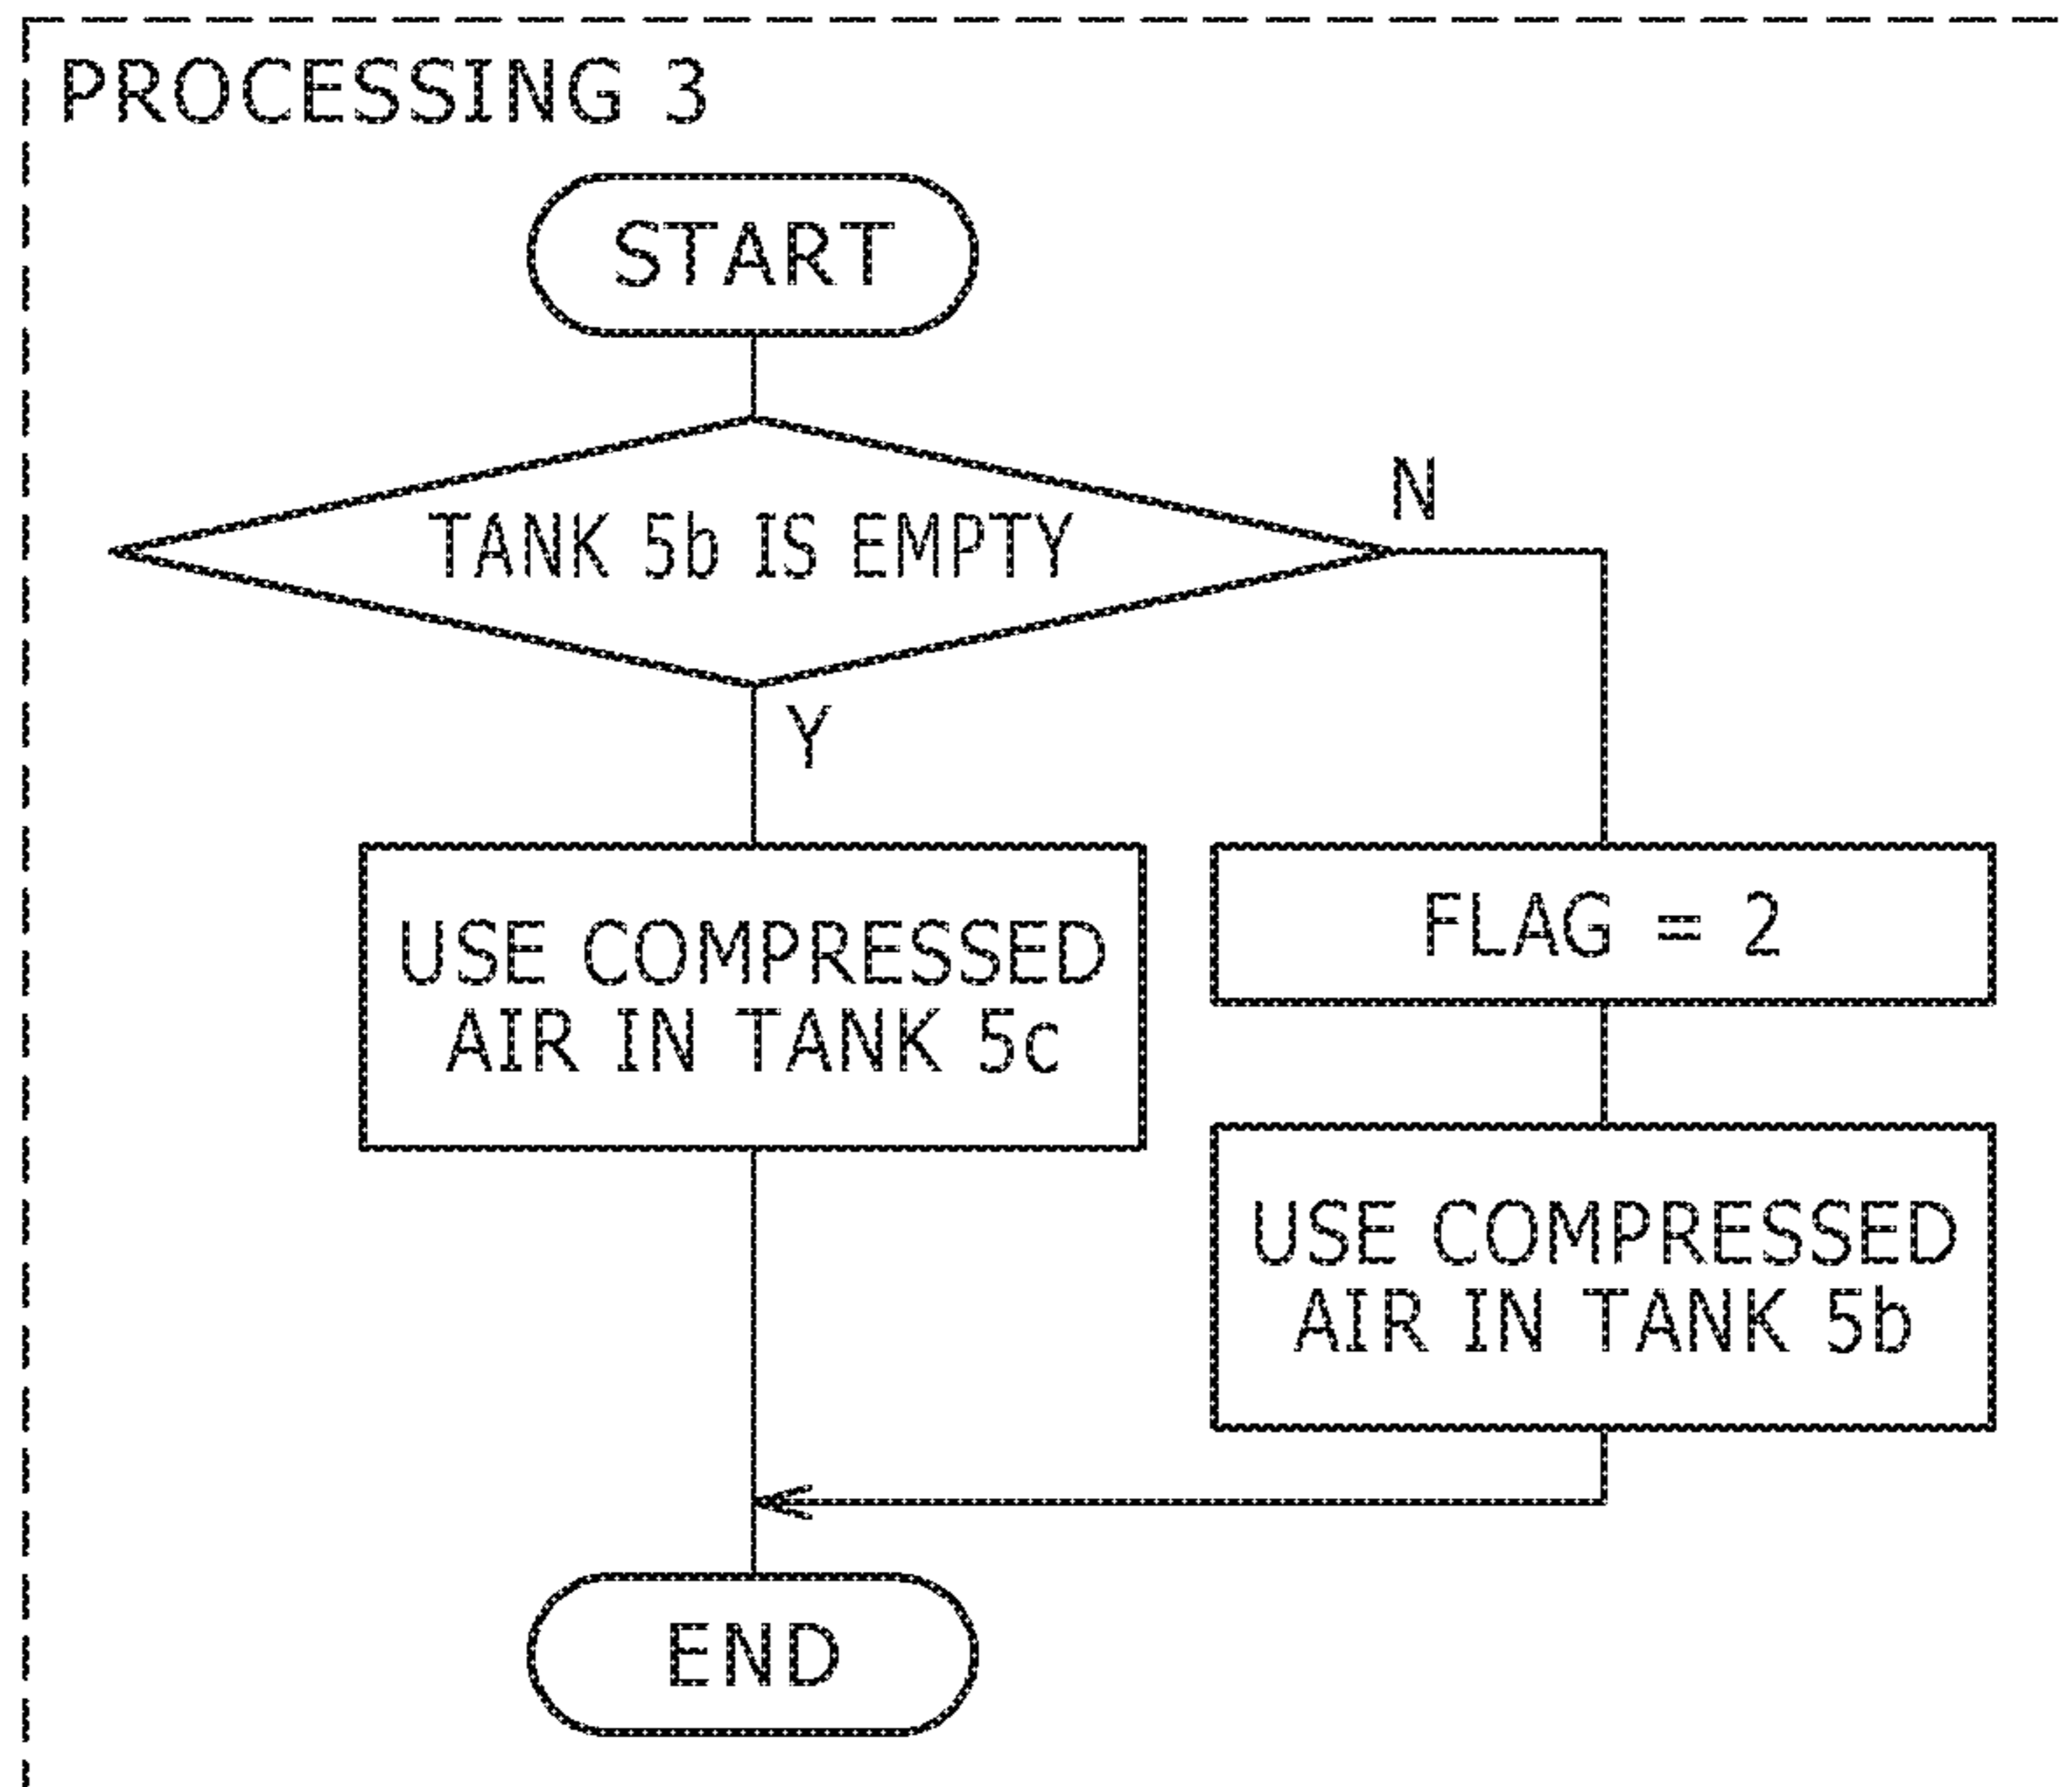 PROCESSING 3
START
TANK 5b IS EMPTY
N
Y
USE COMPRESSED
AIR IN TANK 5c
FLAG = 2
USE COMPRESSED
AIR IN TANK 5b
END